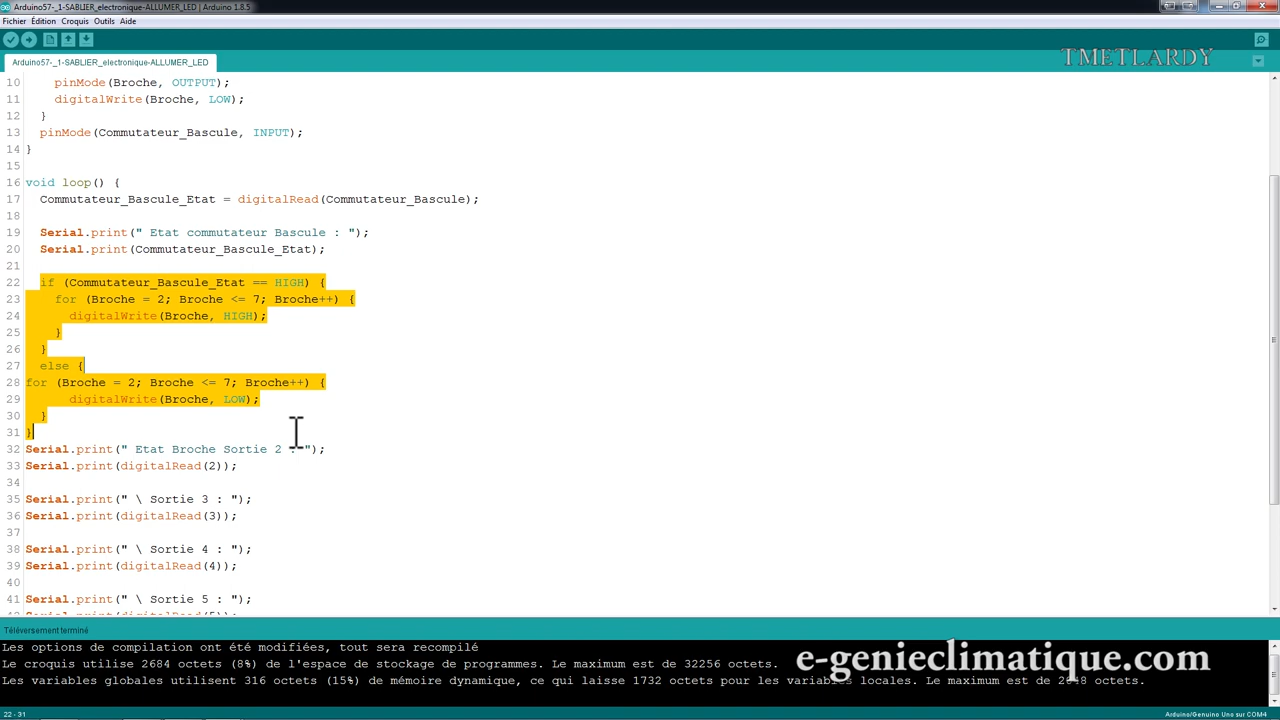 Arduino57-_1-SABLIER_electronique-ALLUMER_LED | Arduino 1.8.5
Fichier Édition Croquis Outils Aide
Arduino57-_1-SABLIER_electronique-ALLUMER_LED
TMETLARDY
10 pinMode(Broche, OUTPUT);
11 digitalWrite(Broche, LOW);
12 }
13 pinMode(Commutateur_Bascule, INPUT);
14 }
15
16 void loop() {
17 Commutateur_Bascule_Etat = digitalRead(Commutateur_Bascule);
18
19 Serial.print(" Etat commutateur Bascule : ");
20 Serial.print(Commutateur_Bascule_Etat);
21
22 if (Commutateur_Bascule_Etat == HIGH) {
23 for (Broche = 2; Broche <= 7; Broche++) {
24 digitalWrite(Broche, HIGH);
25 }
26 }
27 else {
28 for (Broche = 2; Broche <= 7; Broche++) {
29 digitalWrite(Broche, LOW);
30 }
31 }
32 Serial.print(" Etat Broche Sortie 2 : ");
33 Serial.print(digitalRead(2));
34
35 Serial.print(" \ Sortie 3 : ");
36 Serial.print(digitalRead(3));
37
38 Serial.print(" \ Sortie 4 : ");
39 Serial.print(digitalRead(4));
40
41 Serial.print(" \ Sortie 5 : ");
42 Serial.print(digitalRead(5));
Téléversement terminé
Les options de compilation ont été modifiées, tout sera recompilé
Le croquis utilise 2684 octets (8%) de l'espace de stockage de programmes. Le maximum est de 32256 octets.
e-genieclimatique.com
Les variables globales utilisent 316 octets (15%) de mémoire dynamique, ce qui laisse 1732 octets pour les variables locales. Le maximum est de 2048 octets.
22 - 31
Arduino/Genuino Uno sur COM4